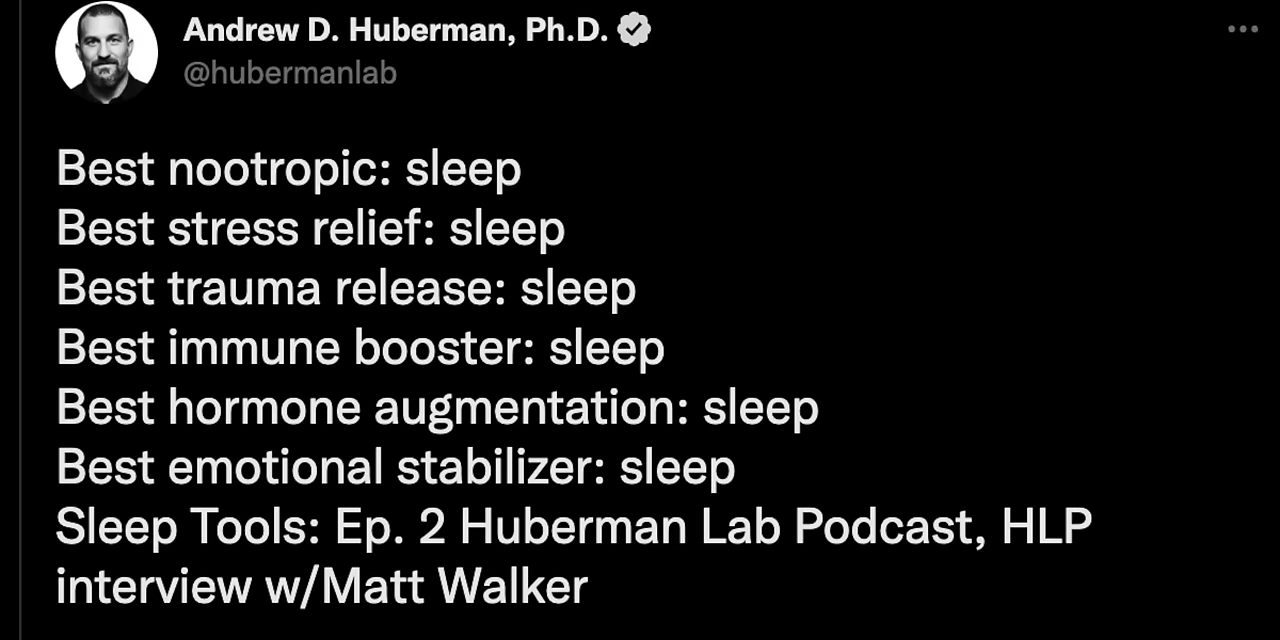 Andrew D. Huberman, Ph.D.
@hubermanlab
Best nootropic: sleep
Best stress relief: sleep
Best trauma release: sleep
Best immune booster: sleep
Best hormone augmentation: sleep
Best emotional stabilizer: sleep
Sleep Tools: Ep. 2 Huberman Lab Podcast, HLP
interview w/Matt Walker